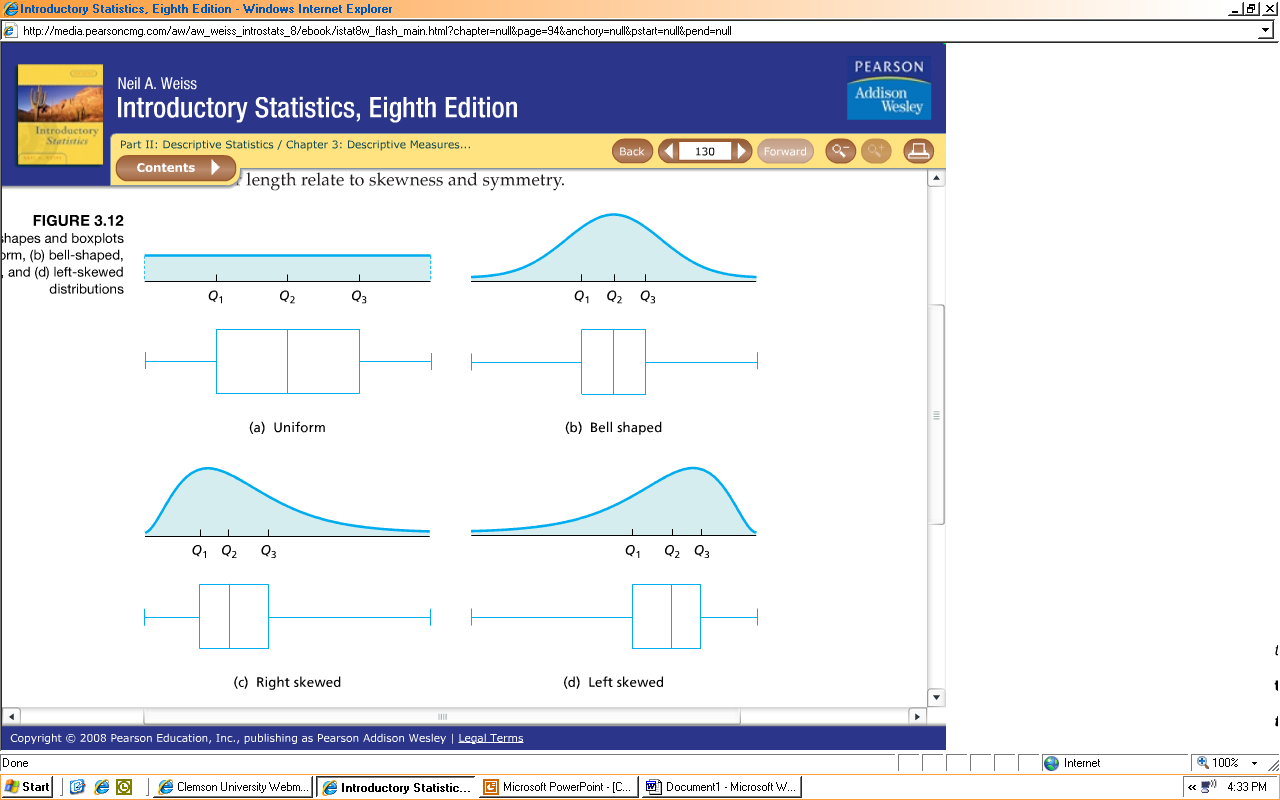 Introductory Statistics, Eighth Edition - Windows Internet Explorer
http://media.pearsoncmg.com/aw/aw_weiss_introstats_8/ebook/istat8w_flash_main.html?chapter=null&page=94&anchory=null&pstart=null&pend=null
Introductory
Statistics
Neil A. Weiss
Introductory Statistics, Eighth Edition
PEARSON
Addison
Wesley
Part II: Descriptive Statistics / Chapter 3: Descriptive Measures...
Contents
Back
130
Forward
length relate to skewness and symmetry.
FIGURE 3.12
shapes and boxplots
orm, (b) bell-shaped,
, and (d) left-skewed
distributions
Q1 Q2 Q3
Q1 Q2 Q3
(a) Uniform
(b) Bell shaped
Q1 Q2 Q3
Q1 Q2 Q3
(c) Right skewed
(d) Left skewed
Copyright © 2008 Pearson Education, Inc., publishing as Pearson Addison Wesley | Legal Terms
Done
Internet
100%
Start
Clemson University Webm...
Introductory Statistic...
Microsoft PowerPoint - [C...
Document1 - Microsoft W...
4:33 PM